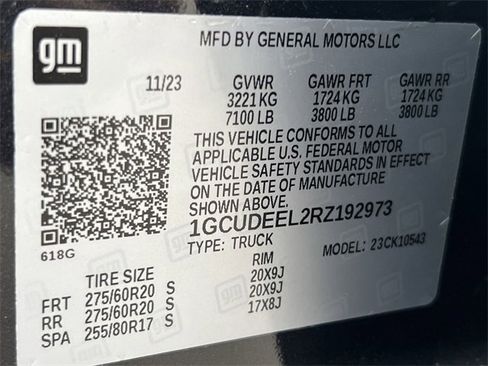 gm
MFD BY GENERAL MOTORS LLC
11/23 GVWR GAWR FRT GAWR RR
3221 KG 1724 KG 1724 KG
7100 LB 3800 LB 3800 LB
THIS VEHICLE CONFORMS TO ALL
APPLICABLE U.S. FEDERAL MOTOR
VEHICLE SAFETY STANDARDS IN EFFECT
ON THE DATE OF MANUFACTURE
SHOWN ABOVE.
1GCUDEEL2RZ192973
618G
TYPE: TRUCK MODEL: 23CK10543
TIRE SIZE RIM
FRT 275/60R20 S 20X9J
RR 275/60R20 S 20X9J
SPA 255/80R17 S 17X8J